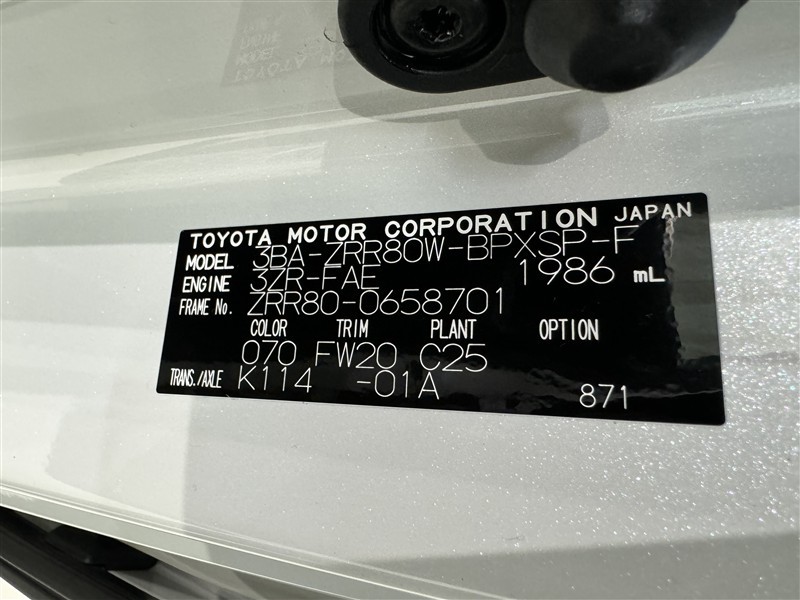 TOYOTA MOTOR CORPORATION JAPAN
MODEL 3BA-ZRR80W-BPXSP-F
ENGINE 3ZR-FAE 1986 mL
FRAME No. ZRR80-0658701
COLOR TRIM PLANT OPTION
070 FW20 C25
TRANS./AXLE K114 -01A 871